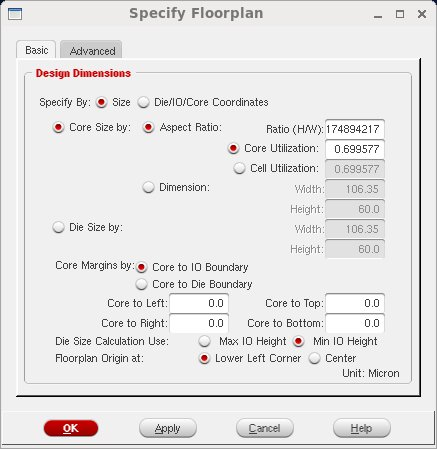 Specify Floorplan
Basic Advanced
Design Dimensions
Specify By: Size Die/IO/Core Coordinates
Core Size by: Aspect Ratio: Ratio (H/W): 174894217
Core Utilization: 0.699577
Cell Utilization: 0.699577
Dimension: Width: 106.35
Height: 60.0
Die Size by: Width: 106.35
Height: 60.0
Core Margins by: Core to IO Boundary
Core to Die Boundary
Core to Left: 0.0 Core to Top: 0.0
Core to Right: 0.0 Core to Bottom: 0.0
Die Size Calculation Use: Max IO Height Min IO Height
Floorplan Origin at: Lower Left Corner Center
Unit: Micron
OK Apply Cancel Help